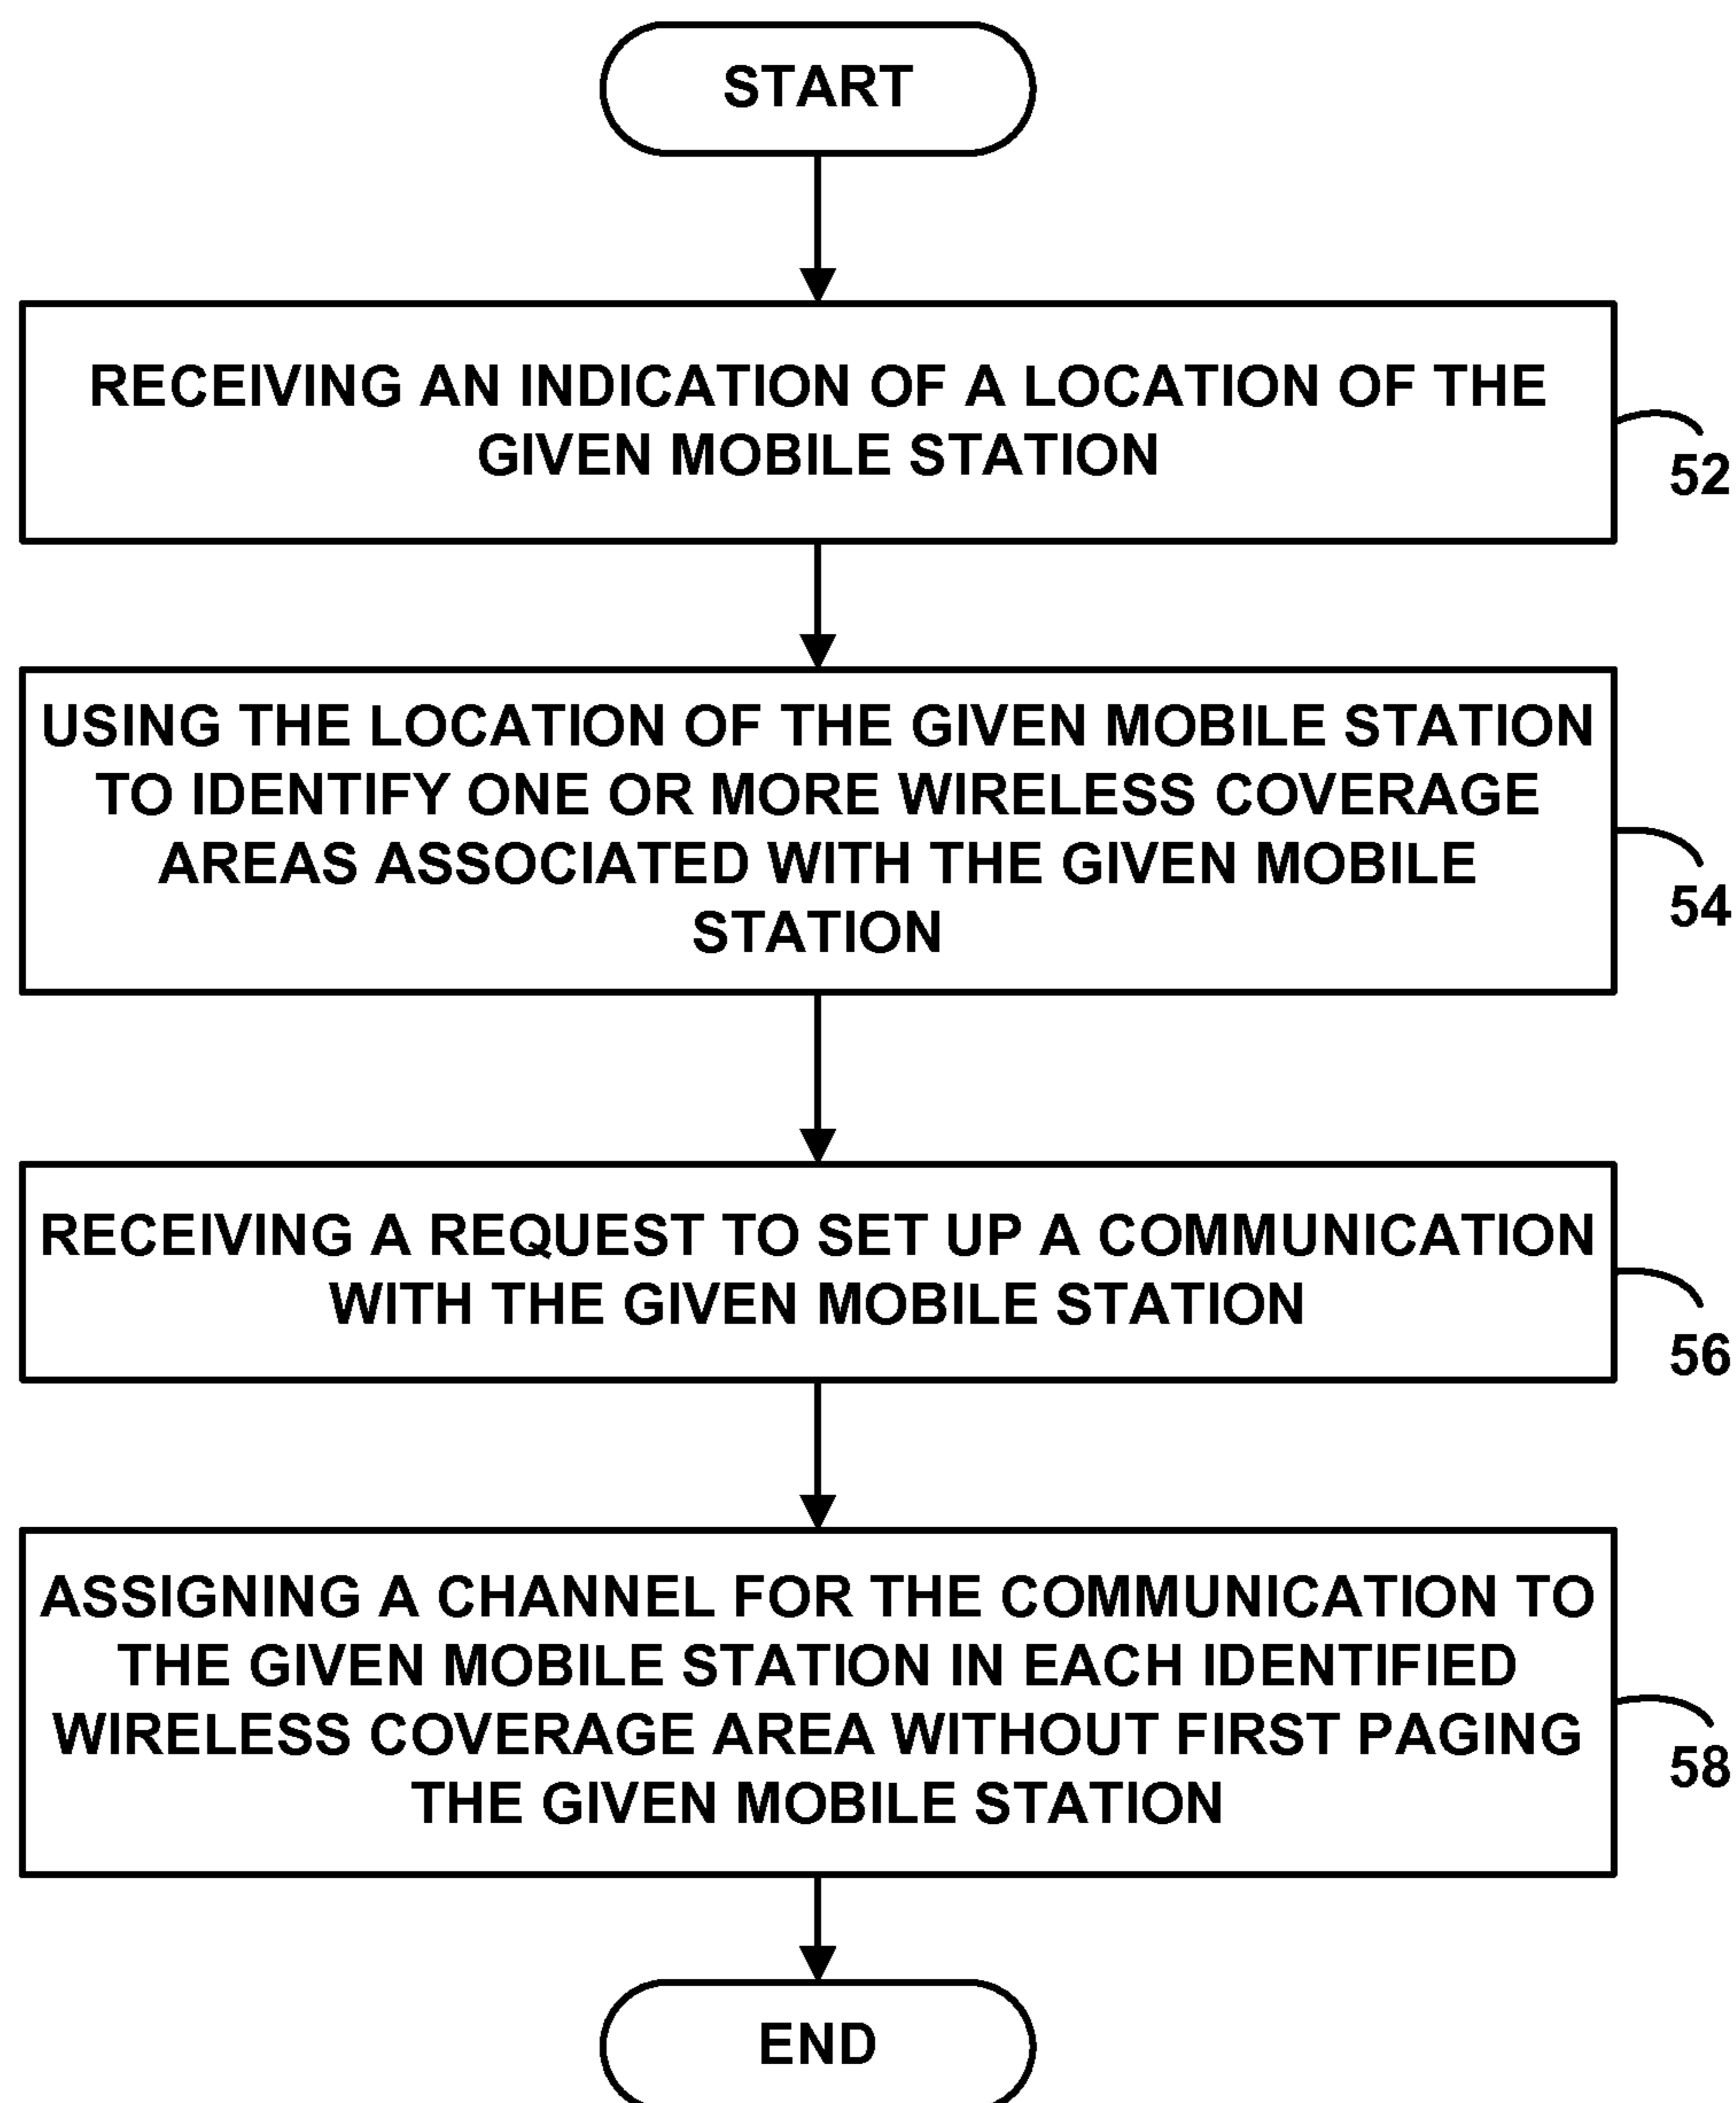 START
RECEIVING AN INDICATION OF A LOCATION OF THE
GIVEN MOBILE STATION
52
USING THE LOCATION OF THE GIVEN MOBILE STATION
TO IDENTIFY ONE OR MORE WIRELESS COVERAGE
AREAS ASSOCIATED WITH THE GIVEN MOBILE
STATION
54
RECEIVING A REQUEST TO SET UP A COMMUNICATION
WITH THE GIVEN MOBILE STATION
56
ASSIGNING A CHANNEL FOR THE COMMUNICATION TO
THE GIVEN MOBILE STATION IN EACH IDENTIFIED
WIRELESS COVERAGE AREA WITHOUT FIRST PAGING
THE GIVEN MOBILE STATION
58
END